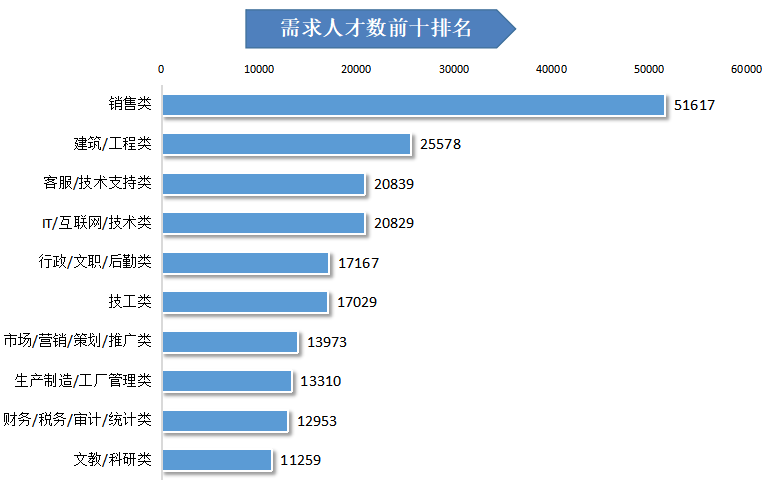 需求人才数前十排名
0 10000 20000 30000 40000 50000 60000
销售类 51617
建筑/工程类 25578
客服/技术支持类 20839
IT/互联网/技术类 20829
行政/文职/后勤类 17167
技工类 17029
市场/营销/策划/推广类 13973
生产制造/工厂管理类 13310
财务/税务/审计/统计类 12953
文教/科研类 11259